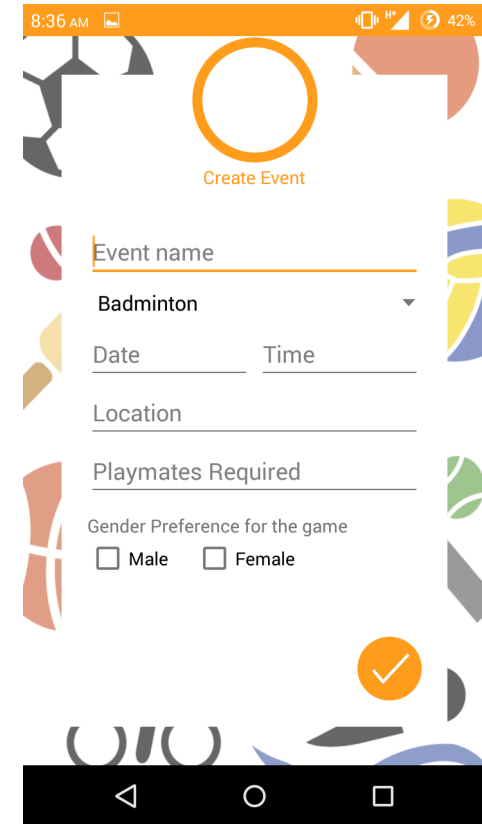 8:36 AM H+ 42%
Create Event
Event name
Badminton
Date Time
Location
Playmates Required
Gender Preference for the game
Male Female